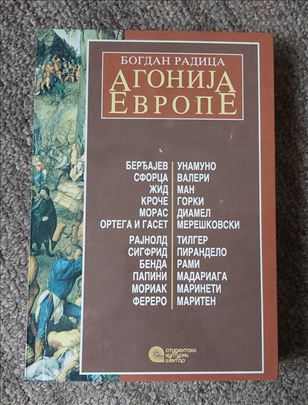 БОГДАН РАДИЦА
АГОНИЈА
ЕВРОПЕ
БЕРЂАЈЕВ УНАМУНО
СФОРЦА ВАЛЕРИ
ЖИД МАН
КРОЧЕ ГОРКИ
МОРАС ДИАМЕЛ
ОРТЕГА И ГАСЕТ МЕРЕШКОВСКИ
РАЈНОЛД ТИЛГЕР
СИГФРИД ПИРАНДЕЛО
БЕНДА РАМИ
ПАПИНИ МАДАРИАГА
МОРИАК МАРИНЕТИ
ФЕРЕРО МАРИТЕН
студентски
културни
центар